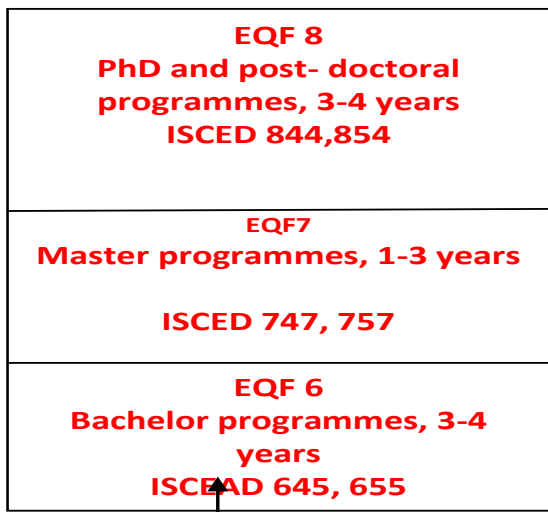 EQF 8
PhD and post- doctoral
programmes, 3-4 years
ISCED 844,854
EQF7
Master programmes, 1-3 years
ISCED 747, 757
EQF 6
Bachelor programmes, 3-4
years
ISCEAD 645, 655